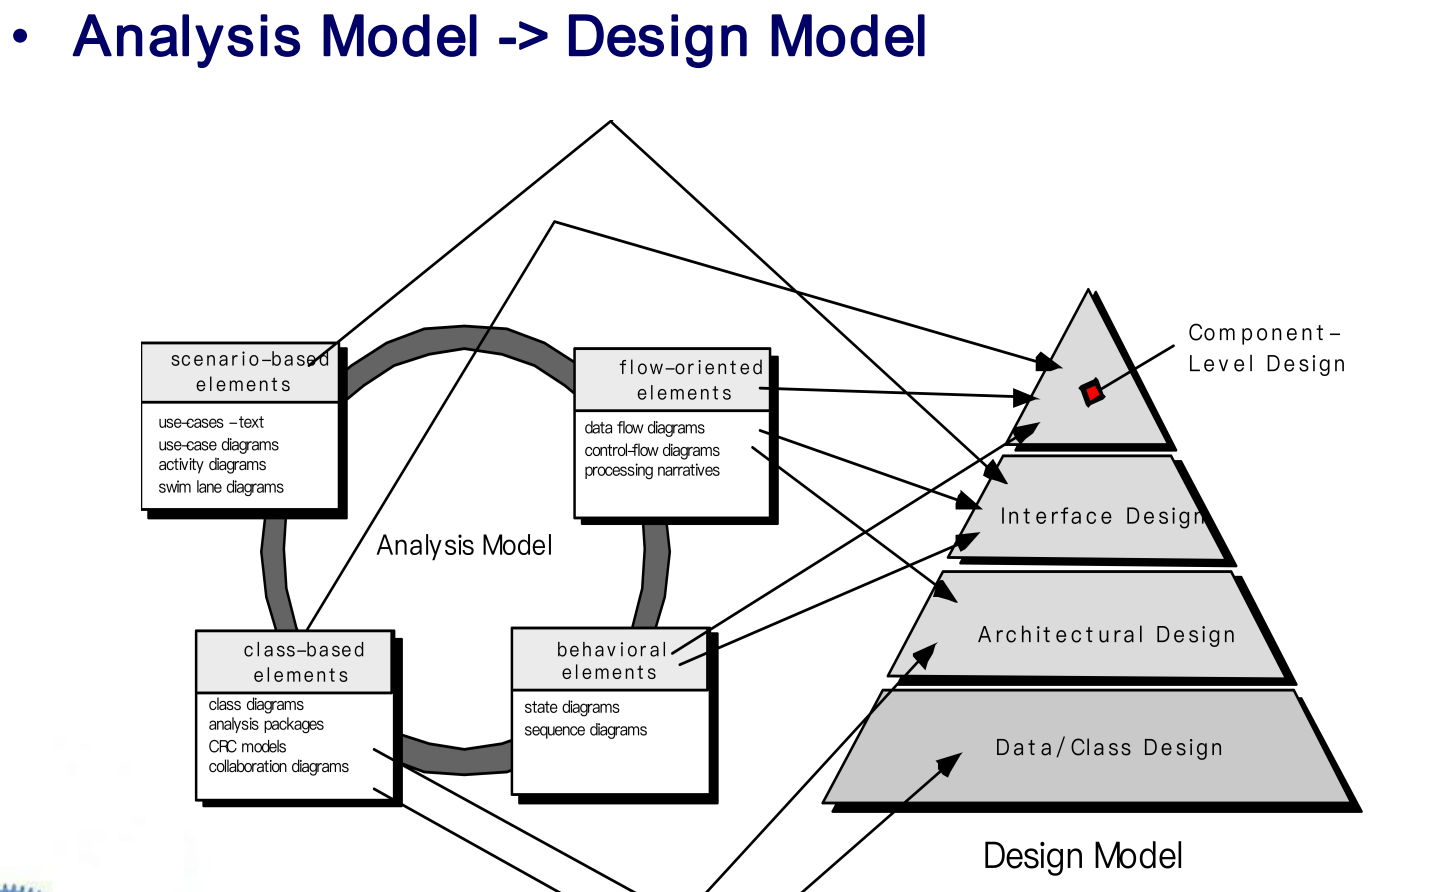 • Analysis Model -> Design Model
scenario-based
elements
use-cases - text
use-case diagrams
activity diagrams
swim lane diagrams
flow-oriented
elements
data flow diagrams
control-flow diagrams
processing narratives
Analysis Model
class-based
elements
class diagrams
analysis packages
CRC models
collaboration diagrams
behavioral
elements
state diagrams
sequence diagrams
Component-
Level Design
Interface Design
Architectural Design
Data/Class Design
Design Model